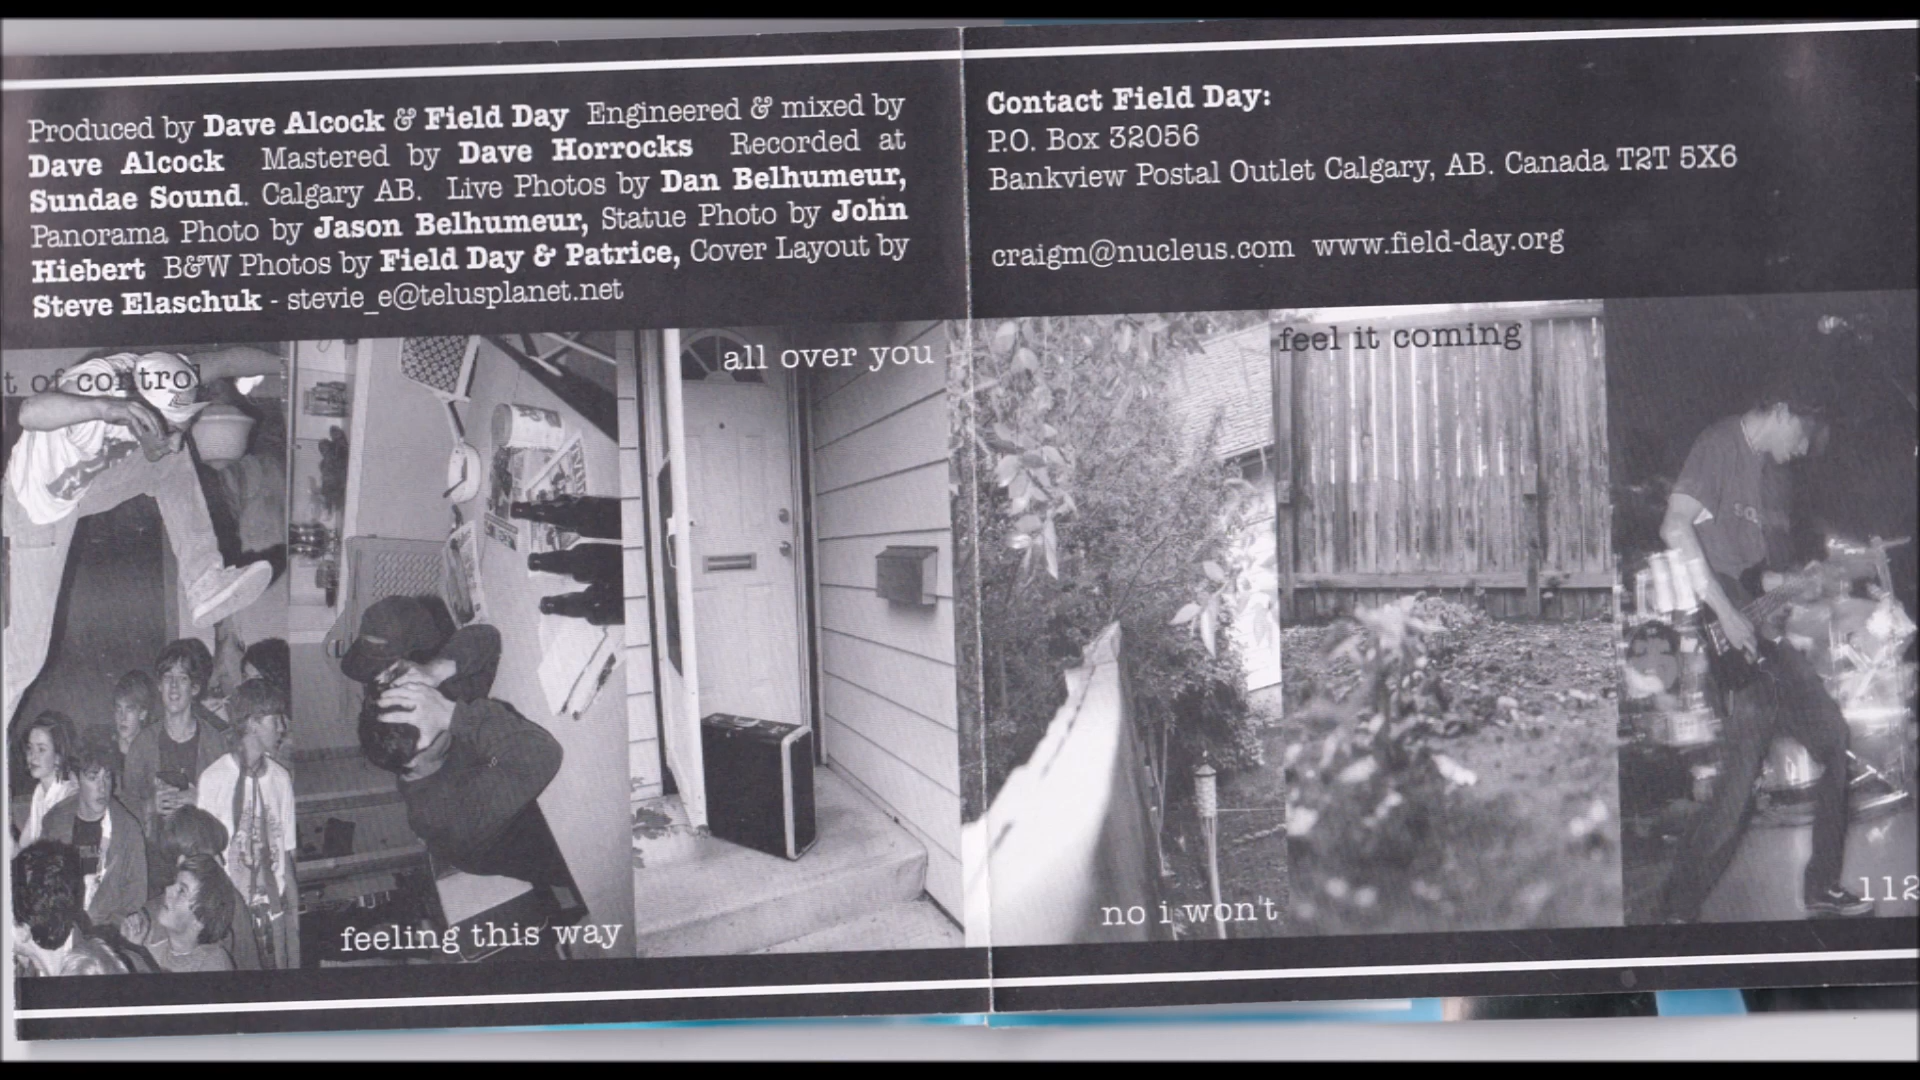 Produced by Dave Alcock & Field Day Engineered & mixed by
Dave Alcock Mastered by Dave Horrocks Recorded at
Sundae Sound. Calgary AB. Live Photos by Dan Belhumeur,
Panorama Photo by Jason Belhumeur, Statue Photo by John
Hiebert B&W Photos by Field Day & Patrice, Cover Layout by
Steve Elaschuk - stevie_e@telusplanet.net
Contact Field Day:
P.O. Box 32056
Bankview Postal Outlet Calgary, AB. Canada T2T 5X6
craigm@nucleus.com www.field-day.org
t of control
feeling this way
all over you
no i won't
feel it coming
112